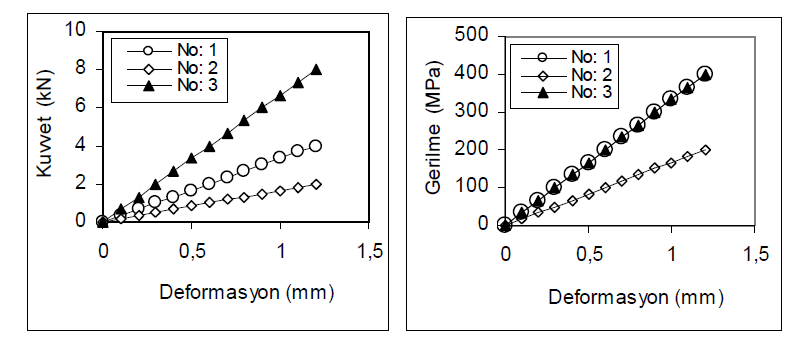 Kuvvet (kN)
10
8
6
4
2
0
No: 1
No: 2
No: 3
0
0,5
1
1,5
Deformasyon (mm)
Gerilme (MPa)
500
400
300
200
100
0
No: 1
No: 2
No: 3
0
0,5
1
1,5
Deformasyon (mm)